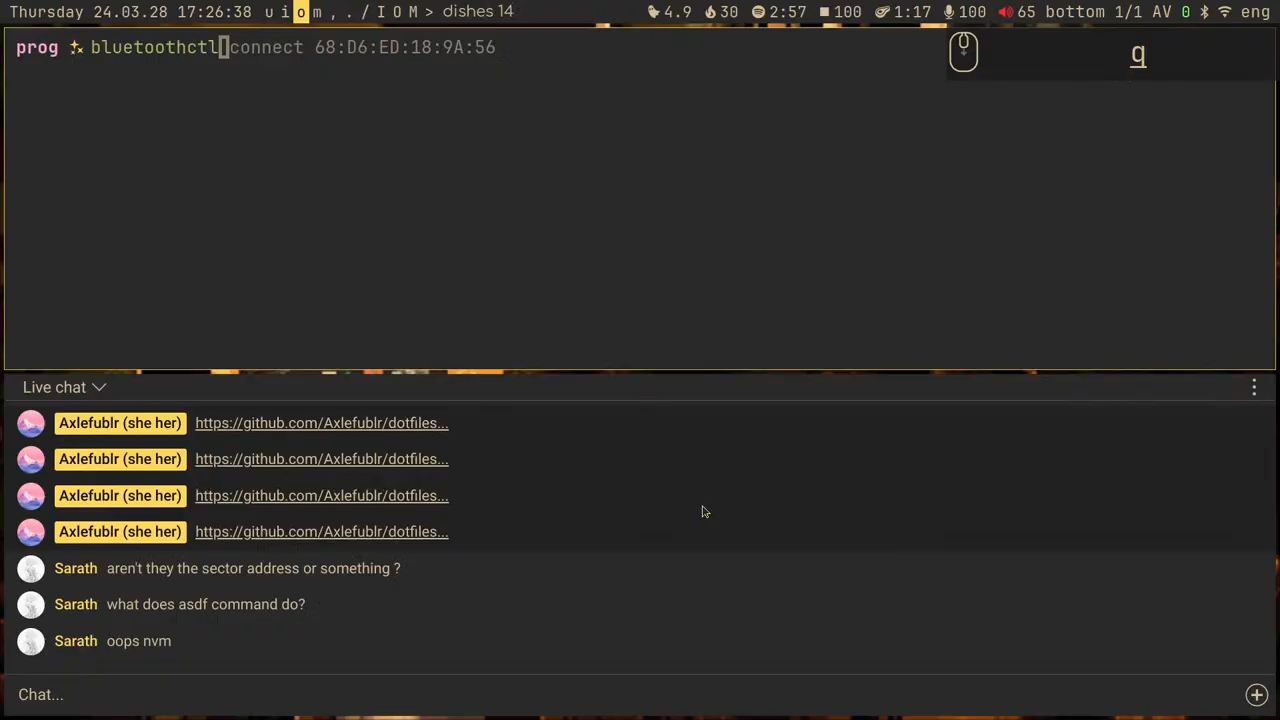 Thursday 24.03.28 17:26:38 u i o m , . / I O M > dishes 14 4.9 30 2:57 100 1:17 100 65 bottom 1/1 AV 0 eng
prog bluetoothctl connect 68:D6:ED:18:9A:56
q
Live chat
Axlefublr (she her) https://github.com/Axlefublr/dotfiles...
Axlefublr (she her) https://github.com/Axlefublr/dotfiles...
Axlefublr (she her) https://github.com/Axlefublr/dotfiles...
Axlefublr (she her) https://github.com/Axlefublr/dotfiles...
Sarath aren't they the sector address or something ?
Sarath what does asdf command do?
Sarath oops nvm
Chat...